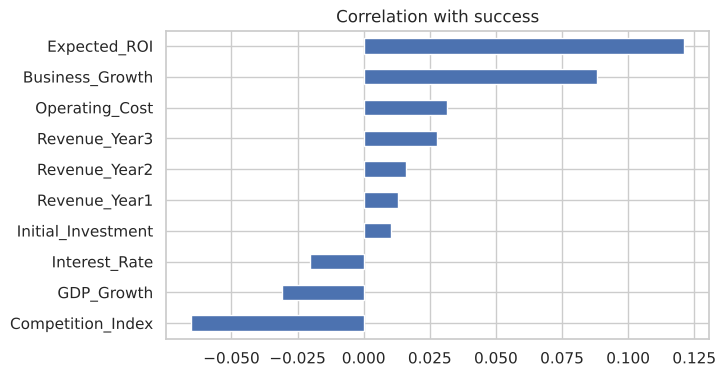 Correlation with success
Expected_ROI
Business_Growth
Operating_Cost
Revenue_Year3
Revenue_Year2
Revenue_Year1
Initial_Investment
Interest_Rate
GDP_Growth
Competition_Index
−0.050 −0.025 0.000 0.025 0.050 0.075 0.100 0.125